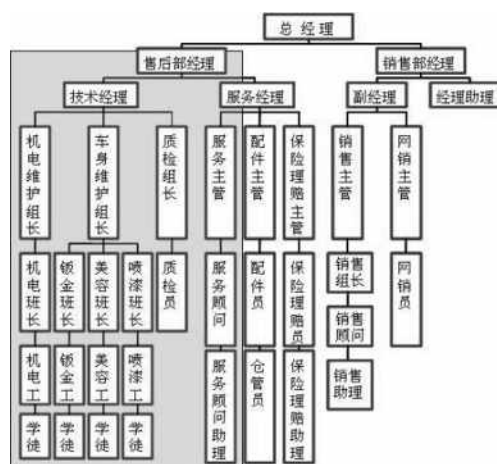 总经理
售后部经理
销售部经理
技术经理
服务经理
副经理
经理助理
机电维护组长
车身维护组长
质检组长
服务主管
配件主管
保险理赔主管
销售主管
网销主管
机电班长
钣金班长
美容班长
喷漆班长
质检员
服务顾问
配件员
保险理赔员
销售组长
网销员
销售顾问
机电工
钣金工
美容工
喷漆工
服务顾问助理
仓管员
保险理赔助理
销售助理
学徒
学徒
学徒
学徒